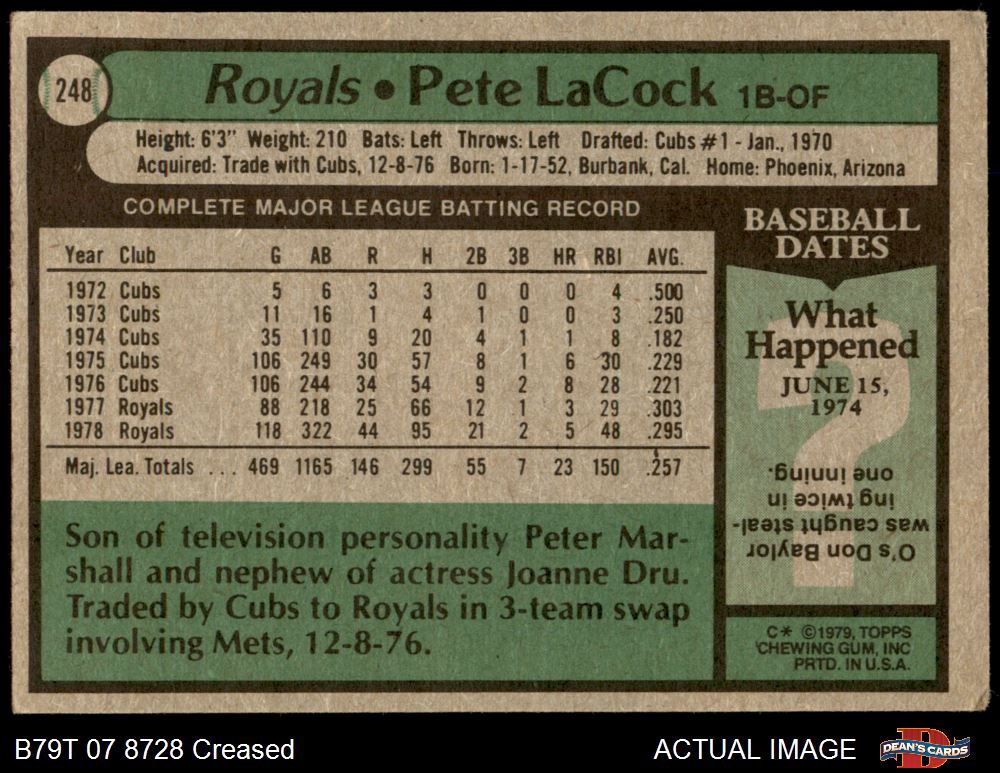 248
Royals • Pete LaCock 1B-OF
Height: 6'3" Weight: 210 Bats: Left Throws: Left Drafted: Cubs #1 - Jan., 1970
Acquired: Trade with Cubs, 12-8-76 Born: 1-17-52, Burbank, Cal. Home: Phoenix, Arizona
COMPLETE MAJOR LEAGUE BATTING RECORD
Year Club G AB R H 2B 3B HR RBI AVG.
1972 Cubs 5 6 3 3 0 0 0 4 .500
1973 Cubs 11 16 1 4 1 0 0 3 .250
1974 Cubs 35 110 9 20 4 1 1 8 .182
1975 Cubs 106 249 30 57 8 1 6 30 .229
1976 Cubs 106 244 34 54 9 2 8 28 .221
1977 Royals 88 218 25 66 12 1 3 29 .303
1978 Royals 118 322 44 95 21 2 5 48 .295
Maj. Lea. Totals ... 469 1165 146 299 55 7 23 150 .257
Son of television personality Peter Mar-
shall and nephew of actress Joanne Dru.
Traded by Cubs to Royals in 3-team swap
involving Mets, 12-8-76.
BASEBALL
DATES
What
Happened
JUNE 15,
1974
?
O's Don Baylor
was caught steal-
ing twice in
one inning.
C* ©1979, TOPPS
CHEWING GUM, INC
PRTD. IN U.S.A.
B79T 07 8728 Creased
ACTUAL IMAGE
DEAN'S CARDS